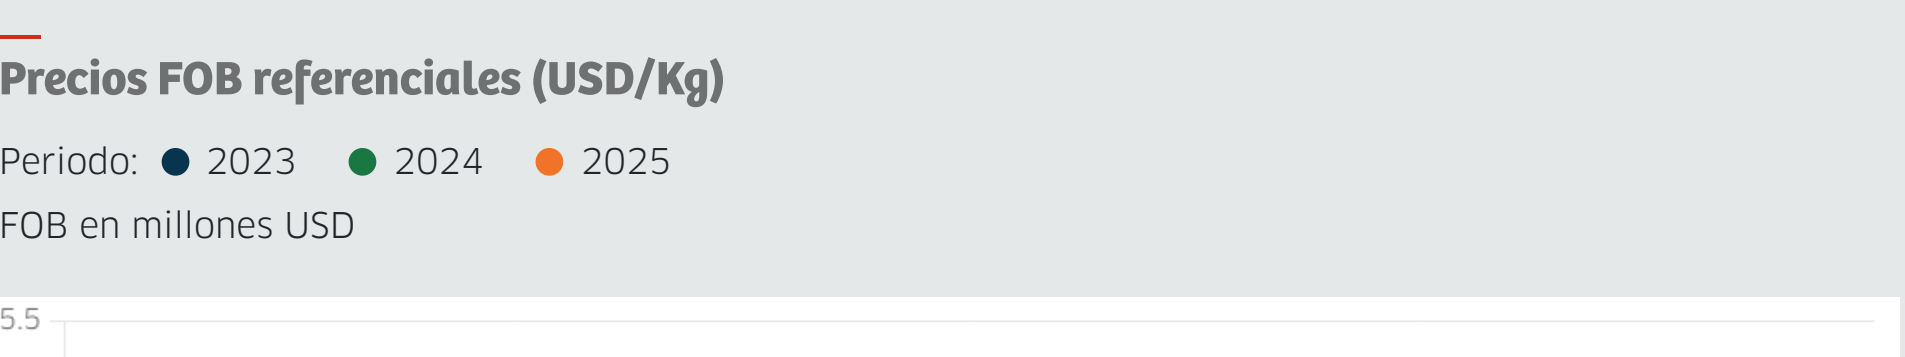 Precios FOB referenciales (USD/Kg)
Periodo: 2023 2024 2025
FOB en millones USD
5.5